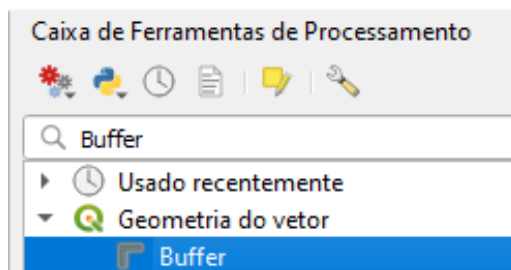 Caixa de Ferramentas de Processamento
Buffer
Usado recentemente
Geometria do vetor
Buffer